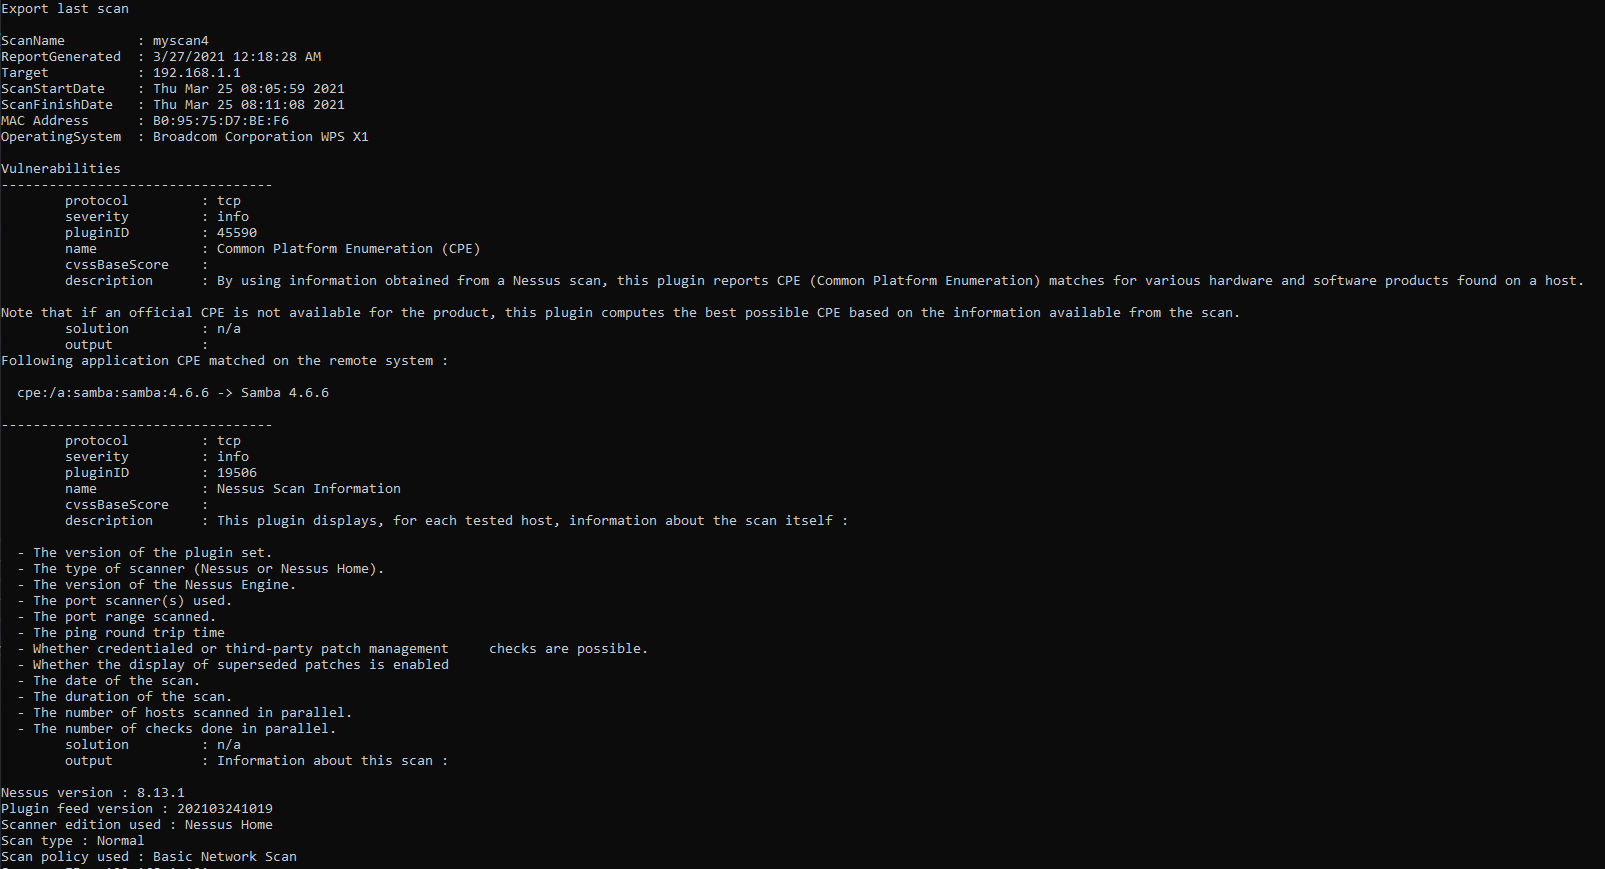 Export last scan
ScanName         : myscan4
ReportGenerated  : 3/27/2021 12:18:28 AM
Target           : 192.168.1.1
ScanStartDate    : Thu Mar 25 08:05:59 2021
ScanFinishDate   : Thu Mar 25 08:11:08 2021
MAC Address      : B0:95:75:D7:BE:F6
OperatingSystem  : Broadcom Corporation WPS X1
Vulnerabilities
----------------------------------
protocol         : tcp
severity         : info
pluginID         : 45590
name             : Common Platform Enumeration (CPE)
cvssBaseScore    :
description      : By using information obtained from a Nessus scan, this plugin reports CPE (Common Platform Enumeration) matches for various hardware and software products found on a host.
Note that if an official CPE is not available for the product, this plugin computes the best possible CPE based on the information available from the scan.
solution         : n/a
output           :
Following application CPE matched on the remote system :
cpe:/a:samba:samba:4.6.6 -> Samba 4.6.6
----------------------------------
protocol         : tcp
severity         : info
pluginID         : 19506
name             : Nessus Scan Information
cvssBaseScore    :
description      : This plugin displays, for each tested host, information about the scan itself :
- The version of the plugin set.
- The type of scanner (Nessus or Nessus Home).
- The version of the Nessus Engine.
- The port scanner(s) used.
- The port range scanned.
- The ping round trip time
- Whether credentialed or third-party patch management     checks are possible.
- Whether the display of superseded patches is enabled
- The date of the scan.
- The duration of the scan.
- The number of hosts scanned in parallel.
- The number of checks done in parallel.
solution         : n/a
output           : Information about this scan :
Nessus version : 8.13.1
Plugin feed version : 202103241019
Scanner edition used : Nessus Home
Scan type : Normal
Scan policy used : Basic Network Scan